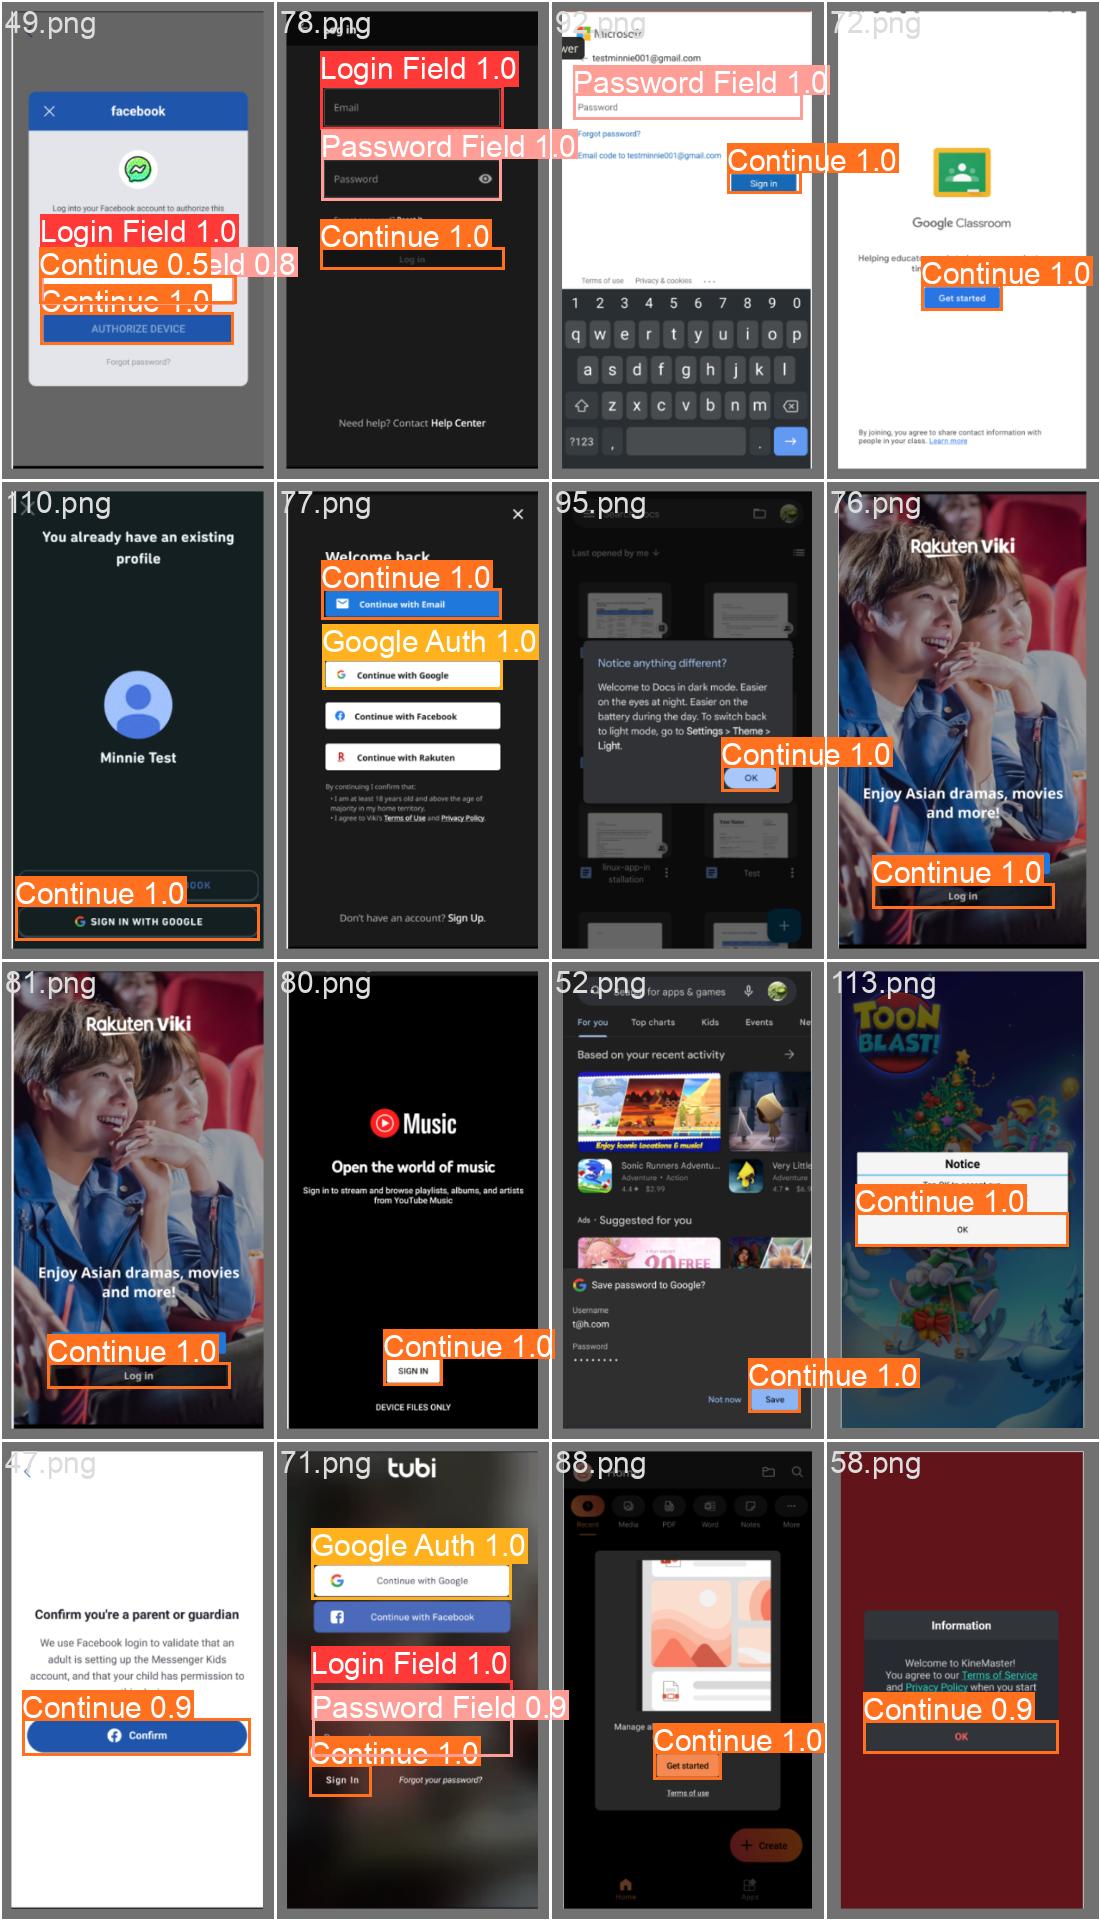 49.png
facebook
Log into your Facebook account to authorize this
Login Field 1.0
Continue 0.5
eld 0.8
Continue 1.0
AUTHORIZE DEVICE
Forgot password?
78.png
Log in
Login Field 1.0
Email
Password Field 1.0
Password
Continue 1.0
Log in
Need help? Contact Help Center
92.png
Microsoft
wer
testminnie001@gmail.com
Password Field 1.0
Password
Forgot password?
Email code to testminnie001@gmail.com
Continue 1.0
Sign in
Terms of use Privacy & cookies ...
1 2 3 4 5 6 7 8 9 0
q w e r t y u i o p
a s d f g h j k l
z x c v b n m
?123 , .
72.png
Google Classroom
Helping educa
Continue 1.0
Get started
By joining, you agree to share contact information with
people in your class. Learn more
110.png
You already have an existing
profile
Minnie Test
OOK
Continue 1.0
SIGN IN WITH GOOGLE
77.png
Welcome back
Continue 1.0
Continue with Email
Google Auth 1.0
Continue with Google
Continue with Facebook
Continue with Rakuten
By continuing I confirm that:
• I am at least 18 years old and above the age of
majority in my home territory.
• I agree to Viki's Terms of Use and Privacy Policy.
Don't have an account? Sign Up.
95.png
Search Docs
Last opened by me
Notice anything different?
Welcome to Docs in dark mode. Easier
on the eyes at night. Easier on the
battery during the day. To switch back
to light mode, go to Settings > Theme >
Light.
Continue 1.0
OK
linux-app-in
stallation
Test
76.png
Rakuten Viki
Enjoy Asian dramas, movies
and more!
Continue 1.0
Log in
81.png
Rakuten Viki
Enjoy Asian dramas, movies
and more!
Continue 1.0
Log in
80.png
Music
Open the world of music
Sign in to stream and browse playlists, albums, and artists
from YouTube Music
Continue 1.0
SIGN IN
DEVICE FILES ONLY
52.png
Search for apps & games
For you Top charts Kids Events Ne
Based on your recent activity
Enjoy iconic locations & music!
Sonic Runners Adventu...
Adventure • Action
4.4★ $2.99
Very Little
Adventure
4.7★ $6.9
Ads • Suggested for you
20 FREE
Save password to Google?
Username
t@h.com
Password
Continue 1.0
Not now Save
113.png
TOON
BLAST!
Notice
Continue 1.0
OK
47.png
Confirm you're a parent or guardian
We use Facebook login to validate that an
adult is setting up the Messenger Kids
account, and that your child has permission to
Continue 0.9
Confirm
71.png
tubi
Google Auth 1.0
Continue with Google
Continue with Facebook
Login Field 1.0
Password Field 0.9
Continue 1.0
Sign In Forgot your password?
88.png
Recent Media PDF Word Notes More
Manage al
Continue 1.0
Get started
Terms of use
+ Create
Home Apps
58.png
Information
Welcome to KineMaster!
You agree to our Terms of Service
and Privacy Policy when you start
Continue 0.9
OK